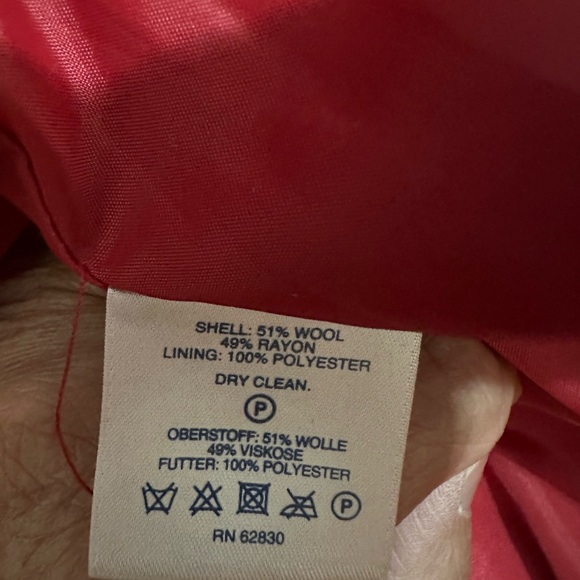 SHELL: 51% WOOL
49% RAYON
LINING: 100% POLYESTER
DRY CLEAN.
P
OBERSTOFF: 51% WOLLE
49% VISKOSE
FUTTER: 100% POLYESTER
P
RN 62830